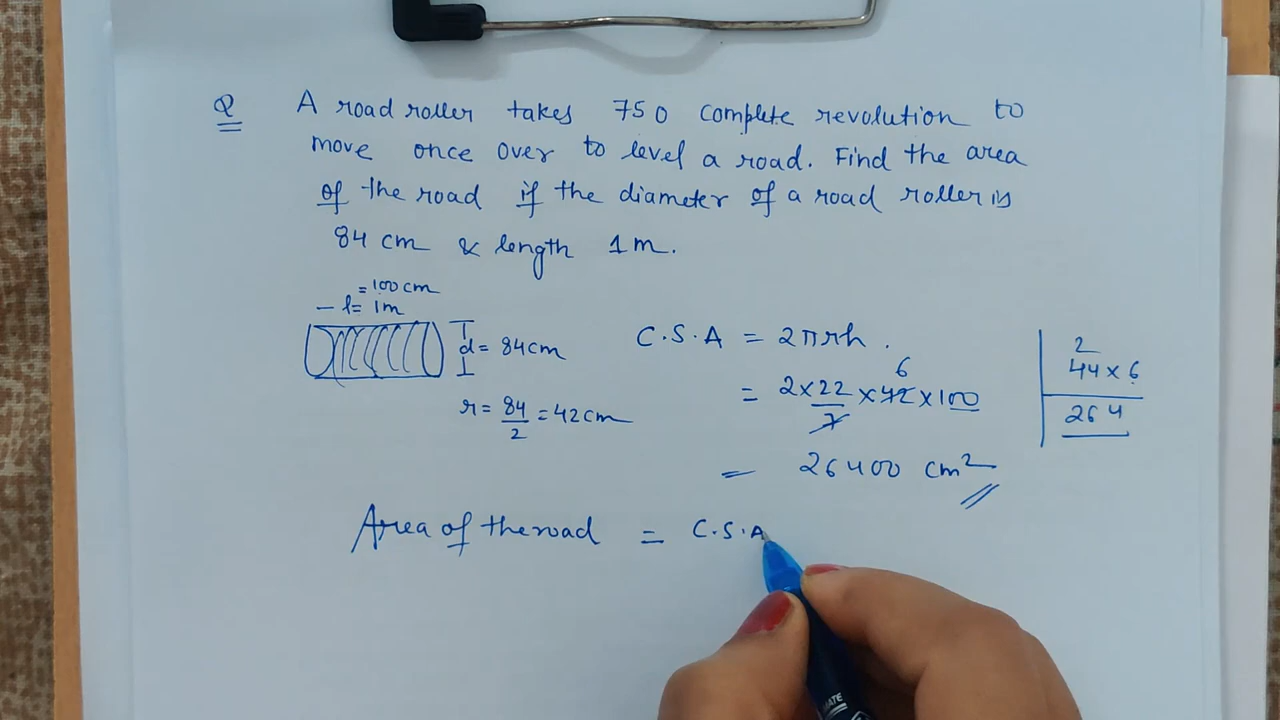 Q A road roller takes 750 complete revolution to
move once over to level a road. Find the area
of the road if the diameter of a road roller is
84 cm & length 1 m.
= 100 cm
l = 1m
d = 84cm
r = 84/2 = 42cm
C.S.A = 2πrh.
6
= 2×22/7 ×42×100
= 26400 cm²
2
44×6
264
Area of the road = C.S.A
MATE